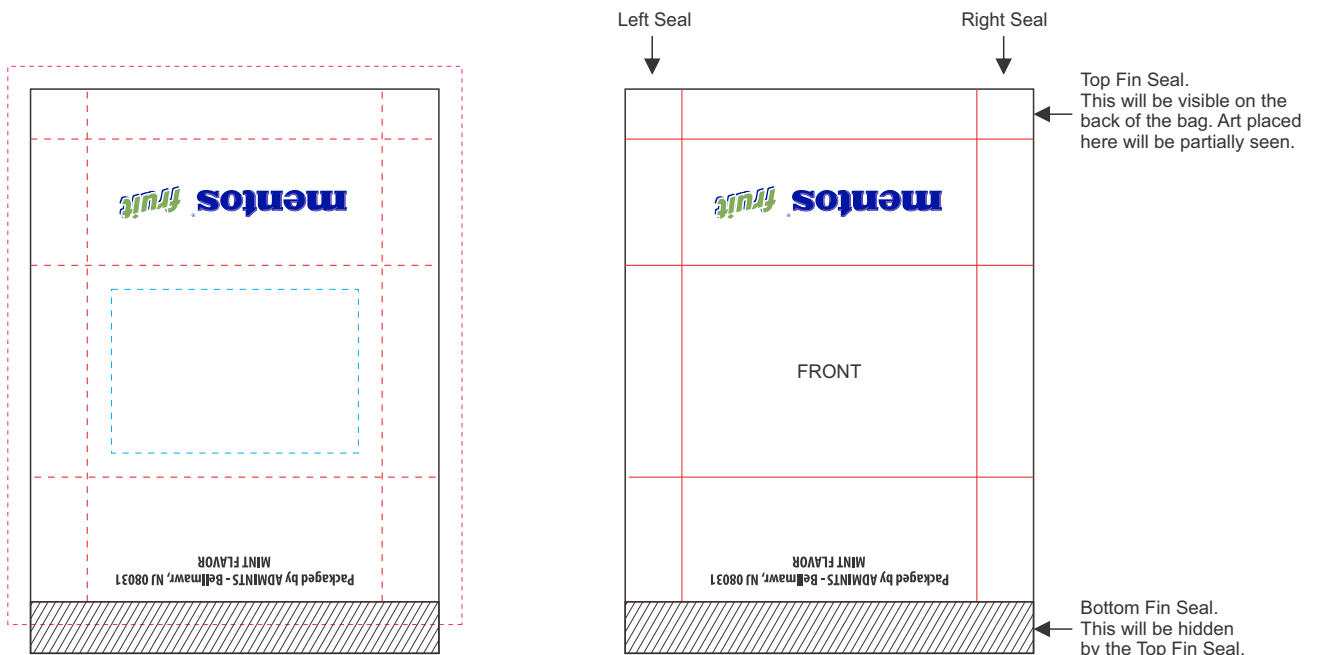 Left Seal
Right Seal
Top Fin Seal.
This will be visible on the
back of the bag. Art placed
here will be partially seen.
mentos® fruit
mentos® fruit
FRONT
Packaged by ADMINTS - Bellmawr, NJ 08031
MINT FLAVOR
Packaged by ADMINTS - Bellmawr, NJ 08031
MINT FLAVOR
Bottom Fin Seal.
This will be hidden
by the Top Fin Seal.